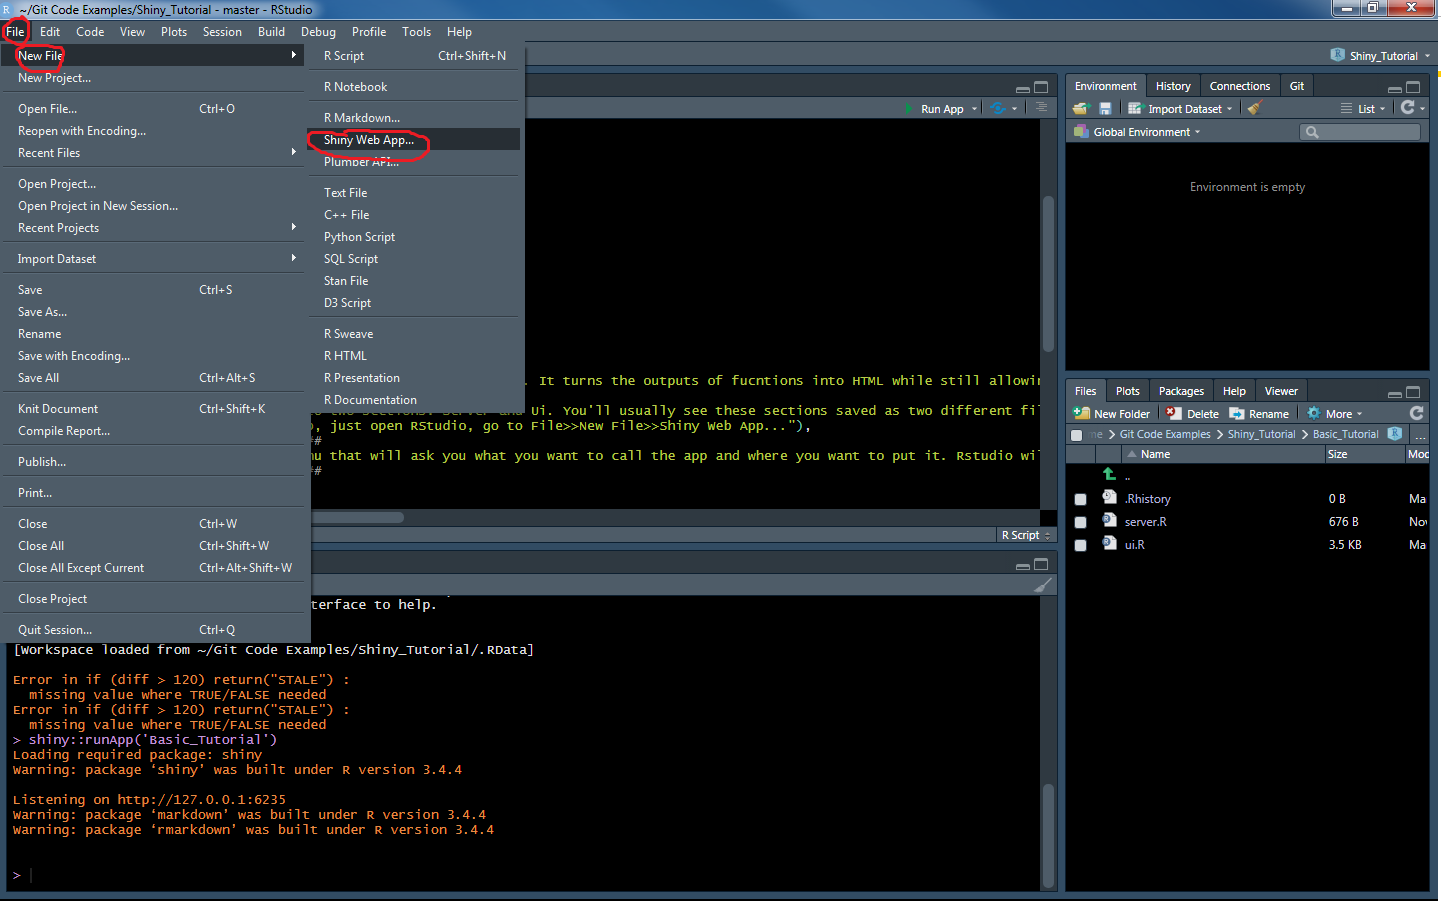 ~/Git Code Examples/Shiny_Tutorial - master - RStudio
File Edit Code View Plots Session Build Debug Profile Tools Help
Shiny_Tutorial
New File
New Project...
Open File... Ctrl+O
Reopen with Encoding...
Recent Files
Open Project...
Open Project in New Session...
Recent Projects
Import Dataset
Save Ctrl+S
Save As...
Rename
Save with Encoding...
Save All Ctrl+Alt+S
Knit Document Ctrl+Shift+K
Compile Report...
Publish...
Print...
Close Ctrl+W
Close All Ctrl+Shift+W
Close All Except Current Ctrl+Alt+Shift+W
Close Project
Quit Session... Ctrl+Q
R Script Ctrl+Shift+N
R Notebook
R Markdown...
Shiny Web App...
Plumber API...
Text File
C++ File
Python Script
SQL Script
Stan File
D3 Script
R Sweave
R HTML
R Presentation
R Documentation
Run App
. It turns the outputs of fucntions into HTML while still allowin
Ui. You'll usually see these sections saved as two different fil
, just open RStudio, go to File>>New File>>Shiny Web App..."),
##
nu that will ask you what you want to call the app and where you want to put it. Rstudio wil
##
R Script
terface to help.
[Workspace loaded from ~/Git Code Examples/Shiny_Tutorial/.RData]
Error in if (diff > 120) return("STALE") :
missing value where TRUE/FALSE needed
Error in if (diff > 120) return("STALE") :
missing value where TRUE/FALSE needed
> shiny::runApp('Basic_Tutorial')
Loading required package: shiny
Warning: package ‘shiny’ was built under R version 3.4.4
Listening on http://127.0.0.1:6235
Warning: package ‘markdown’ was built under R version 3.4.4
Warning: package ‘rmarkdown’ was built under R version 3.4.4
>
Environment History Connections Git
Import Dataset List
Global Environment
Environment is empty
Files Plots Packages Help Viewer
New Folder Delete Rename More
me > Git Code Examples > Shiny_Tutorial > Basic_Tutorial ...
Name Size Mod
..
.Rhistory 0 B Ma
server.R 676 B Nov
ui.R 3.5 KB Ma